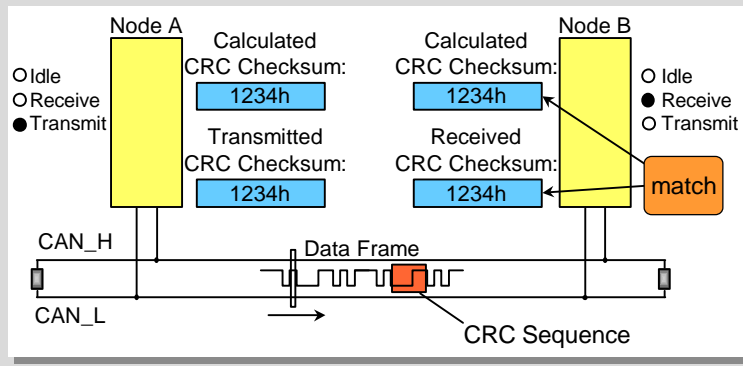 Node A
Calculated
CRC Checksum:
1234h
Transmitted
CRC Checksum:
1234h
Idle
Receive
Transmit
Node B
Calculated
CRC Checksum:
1234h
Received
CRC Checksum:
1234h
Idle
Receive
Transmit
match
CAN_H
Data Frame
CAN_L
CRC Sequence